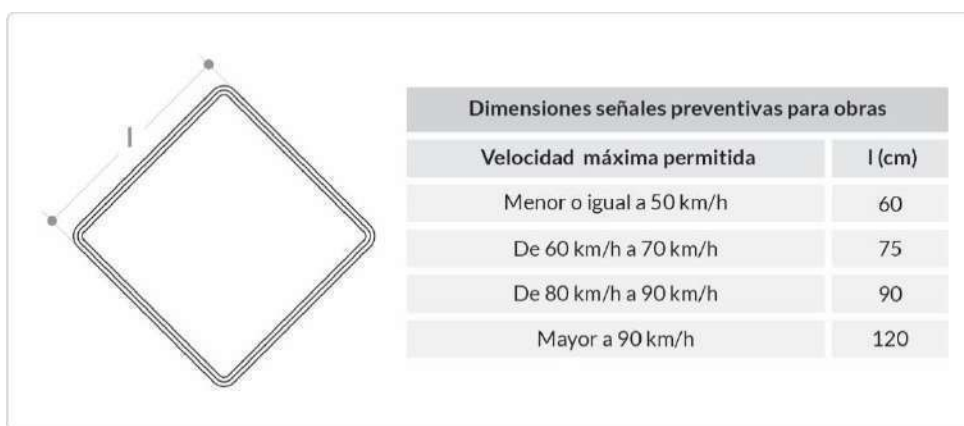 l
Dimensiones señales preventivas para obras
Velocidad máxima permitida l (cm)
Menor o igual a 50 km/h 60
De 60 km/h a 70 km/h 75
De 80 km/h a 90 km/h 90
Mayor a 90 km/h 120